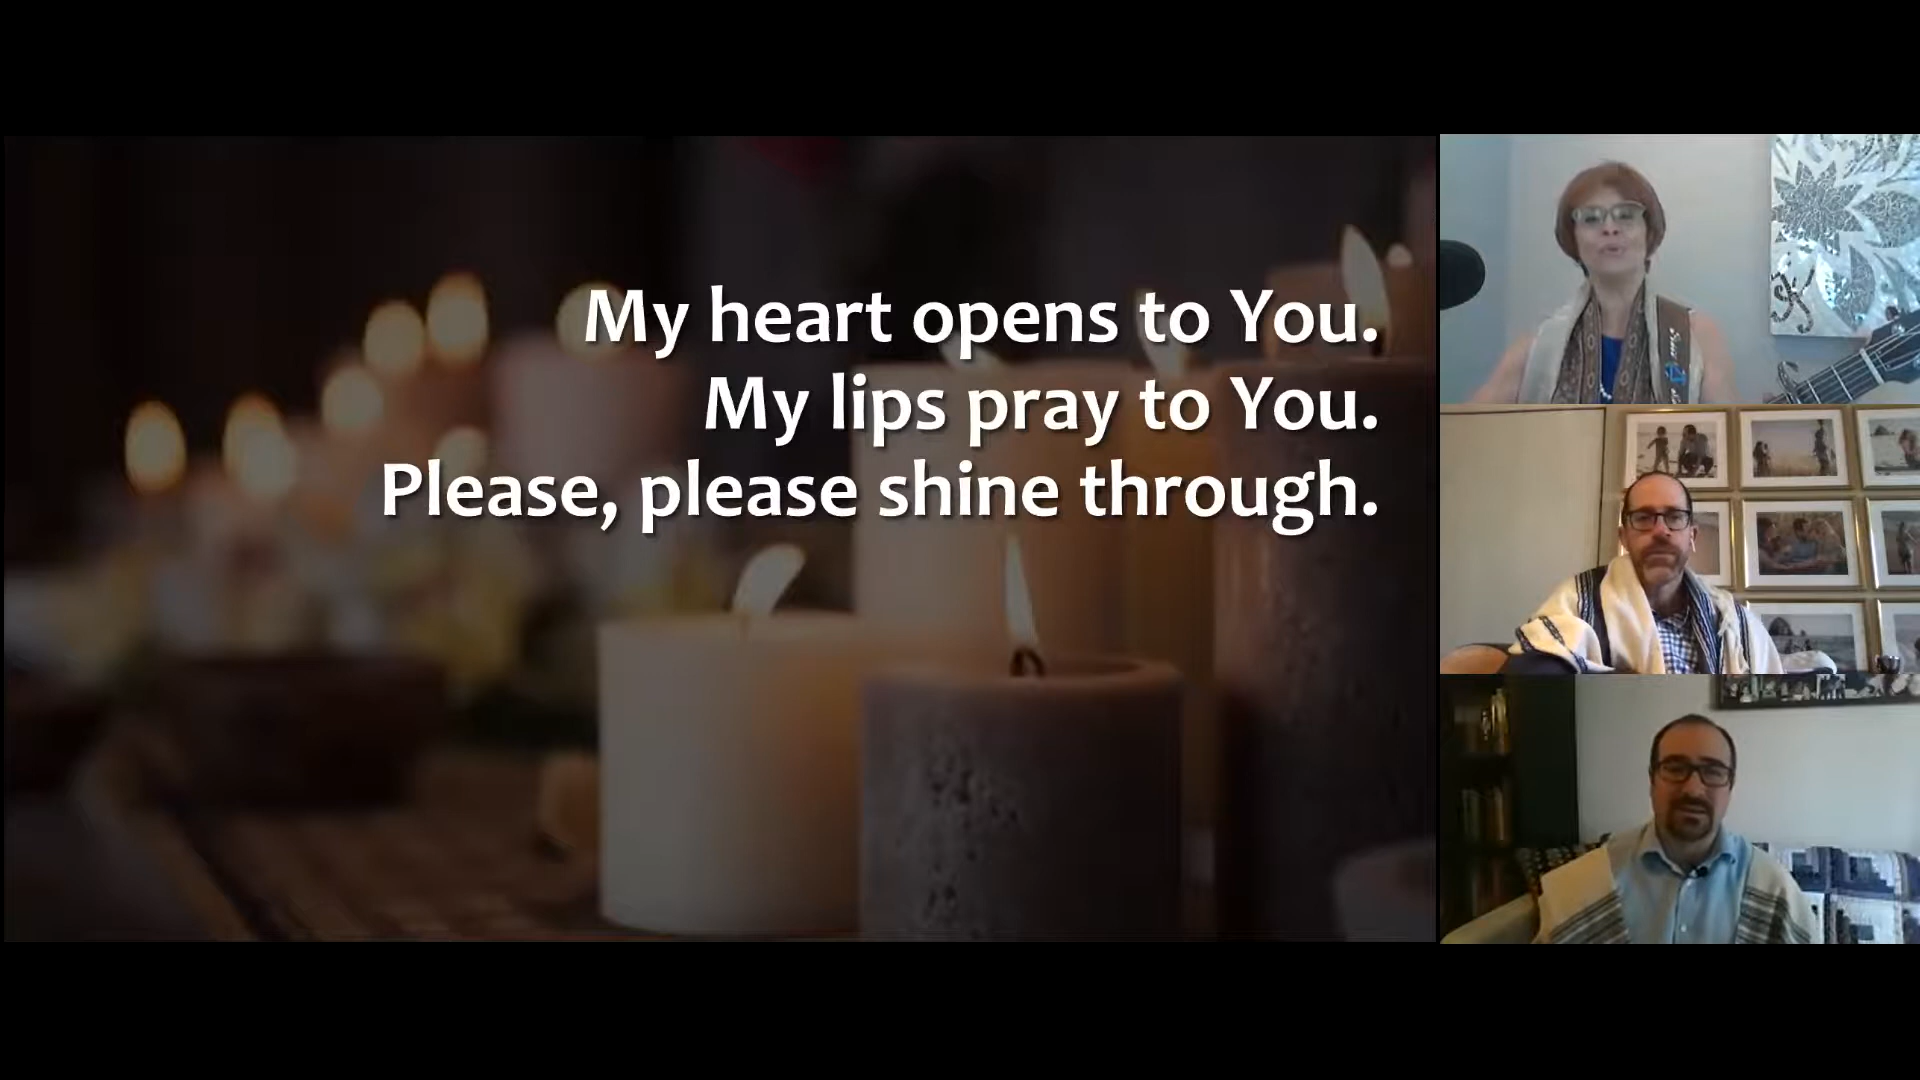 My heart opens to You.
My lips pray to You.
Please, please shine through.